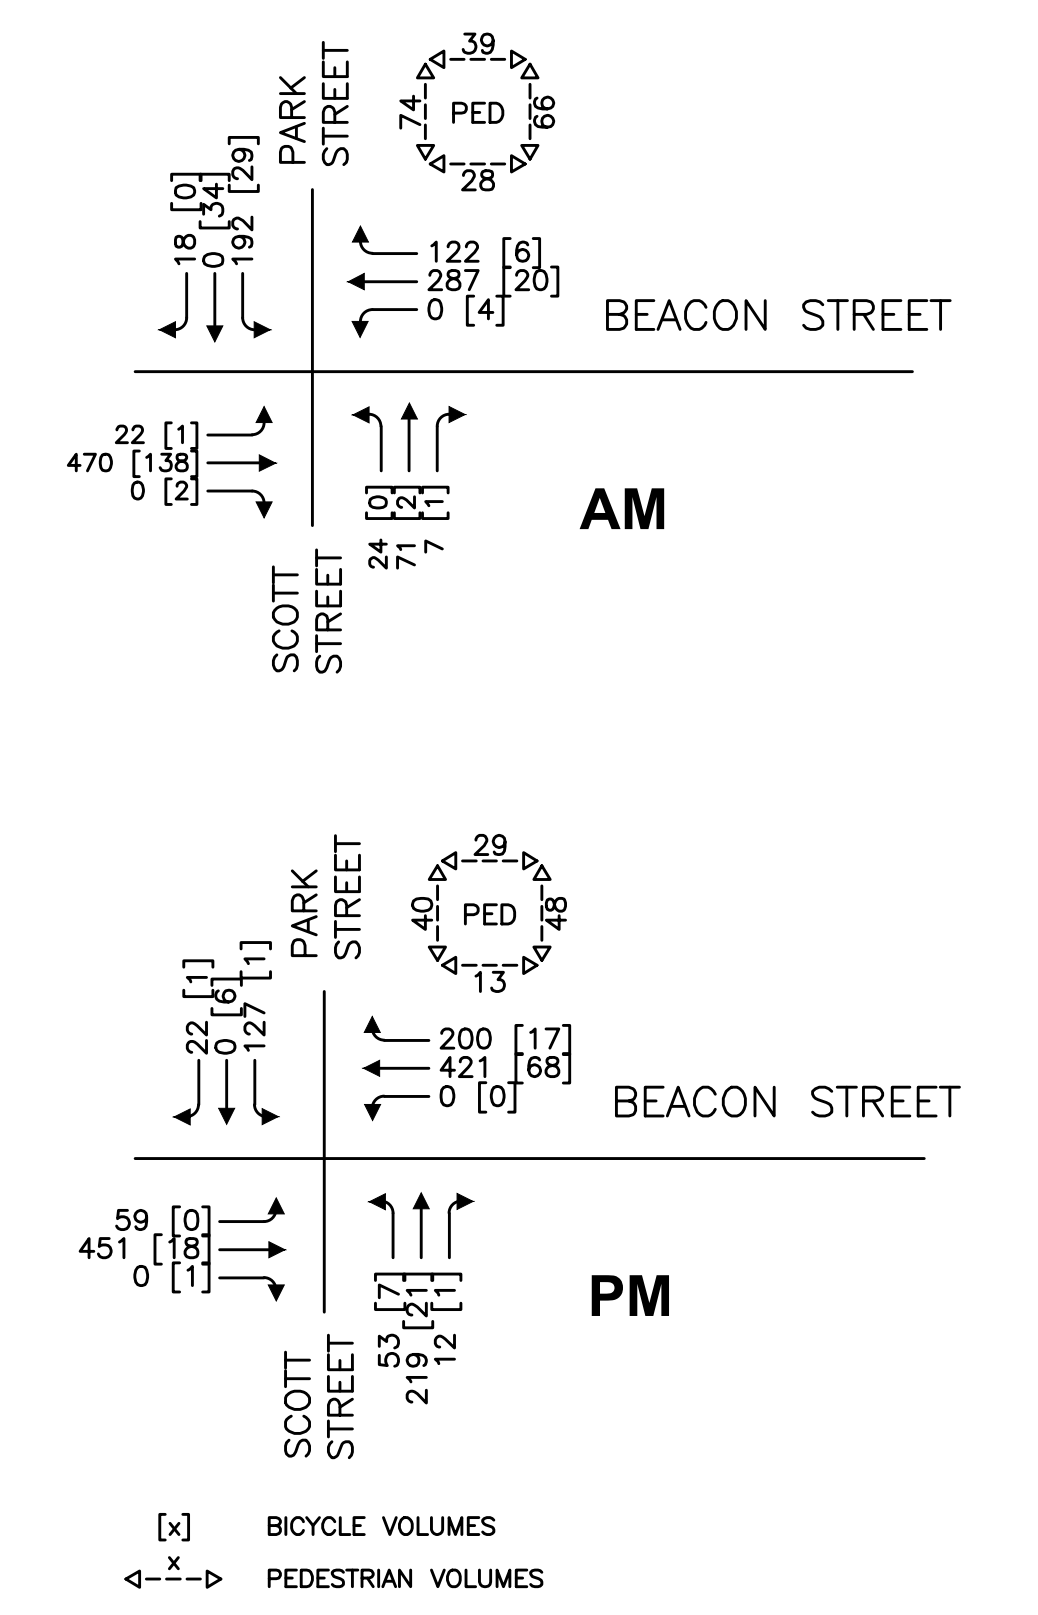 PARK
STREET
39
74
PED
66
28
18 [0]
0 [34]
192 [29]
122 [6]
287 [20]
0 [4]
BEACON STREET
22 [1]
470 [138]
0 [2]
24 [0]
71 [2]
7 [1]
AM
SCOTT
STREET
PARK
STREET
29
40
PED
48
13
22 [1]
0 [6]
127 [1]
200 [17]
421 [68]
0 [0]
BEACON STREET
59 [0]
451 [18]
0 [1]
53 [7]
219 [21]
12 [1]
PM
SCOTT
STREET
[x] BICYCLE VOLUMES
x
PEDESTRIAN VOLUMES